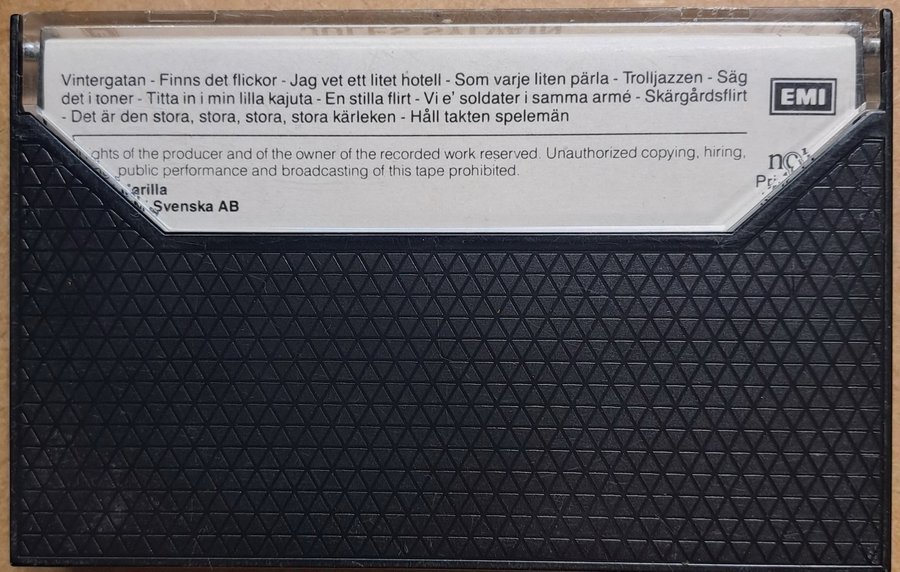 JULES SYLVAIN
Vintergatan - Finns det flickor - Jag vet ett litet hotell - Som varje liten pärla - Trolljazzen - Säg
det i toner - Titta in i min lilla kajuta - En stilla flirt - Vi e' soldater i samma armé - Skärgårdsflirt
- Det är den stora, stora, stora, stora kärleken - Håll takten spelemän
EMI
ghts of the producer and of the owner of the recorded work reserved. Unauthorized copying, hiring,
public performance and broadcasting of this tape prohibited.
arilla
Svenska AB